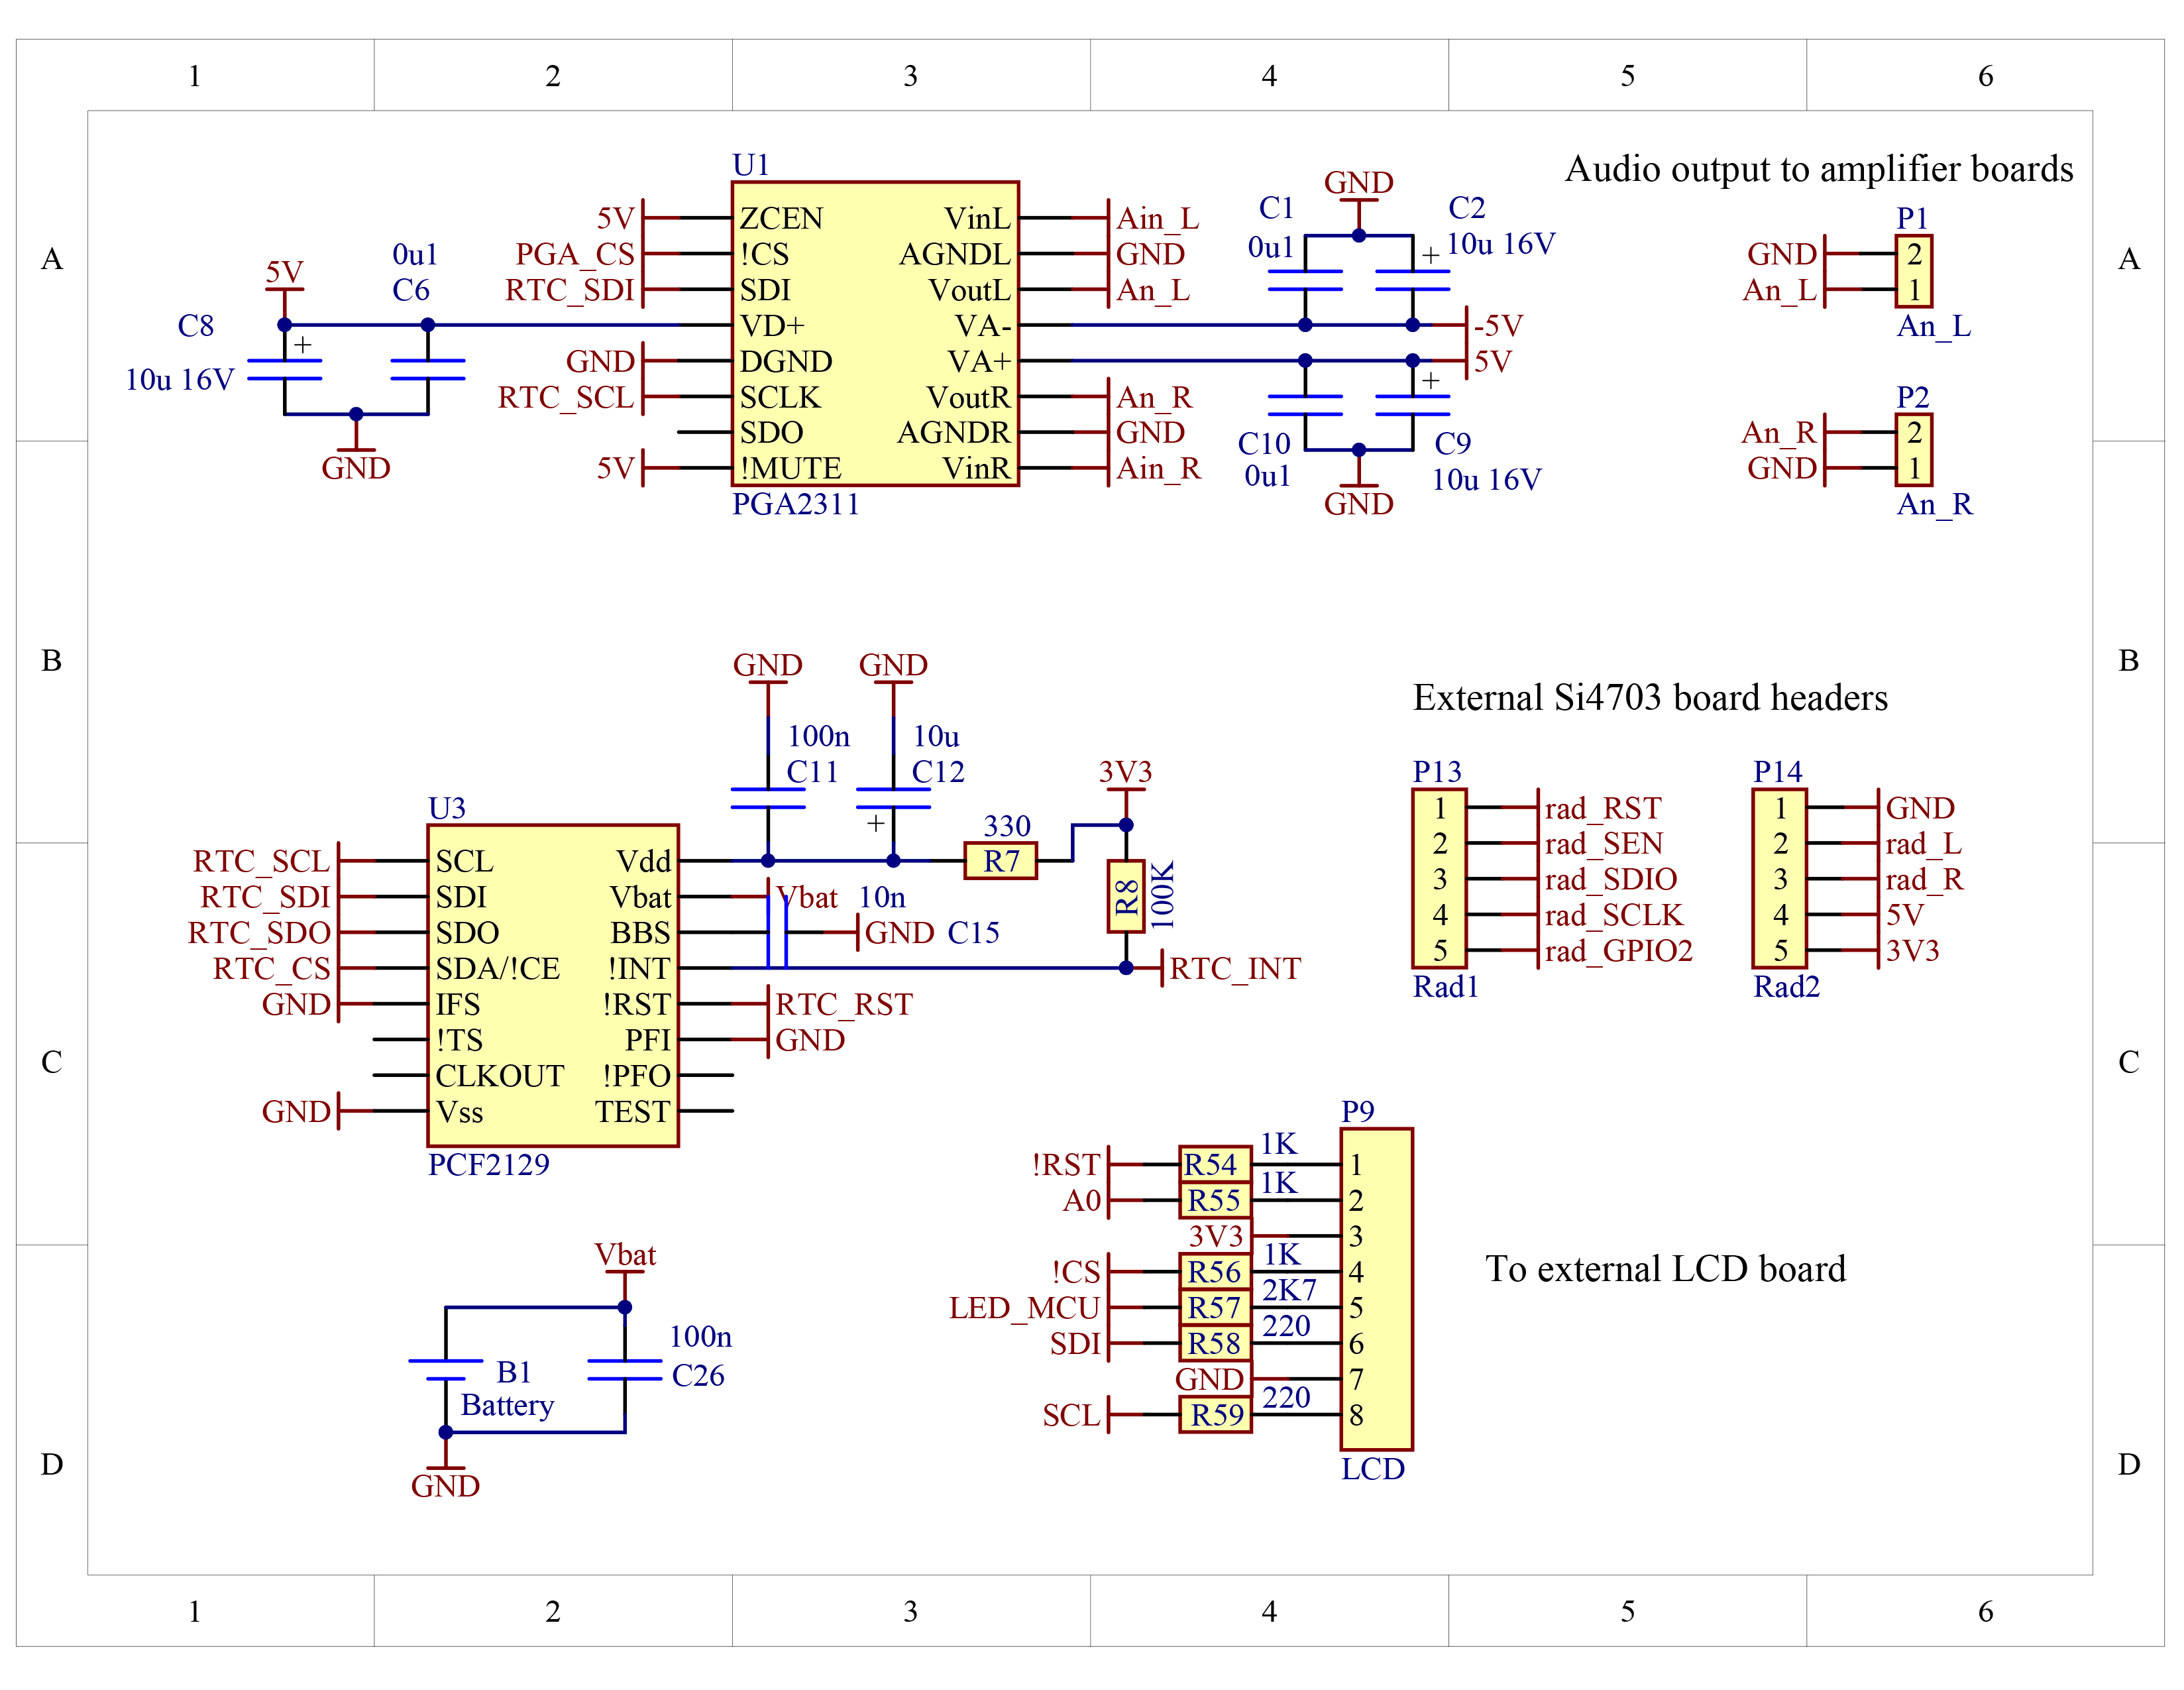 1 2 3 4 5 6
A A
B B
C C
D D
1 2 3 4 5 6
U1
5V ZCEN VinL Ain_L
PGA_CS !CS AGNDL GND
RTC_SDI SDI VoutL An_L
VD+ VA- -5V
GND DGND VA+ 5V
RTC_SCL SCLK VoutR An_R
SDO AGNDR GND
5V !MUTE VinR Ain_R
PGA2311
5V
0u1
C6
C8
+
10u 16V
GND
GND
C1 C2
0u1 + 10u 16V
+
C10 C9
0u1 10u 16V
GND
Audio output to amplifier boards
P1
GND 2
An_L 1
An_L
P2
An_R 2
GND 1
An_R
GND GND
100n 10u
C11 C12
+
3V3
330
R7
R8
100K
U3
RTC_SCL SCL Vdd
RTC_SDI SDI Vbat Vbat 10n
RTC_SDO SDO BBS GND C15
RTC_CS SDA/!CE !INT RTC_INT
GND IFS !RST RTC_RST
!TS PFI GND
CLKOUT !PFO
GND Vss TEST
PCF2129
External Si4703 board headers
P13
1 rad_RST
2 rad_SEN
3 rad_SDIO
4 rad_SCLK
5 rad_GPIO2
Rad1
P14
1 GND
2 rad_L
3 rad_R
4 5V
5 3V3
Rad2
Vbat
100n
B1 C26
Battery
GND
P9
!RST R54 1K 1
A0 R55 1K 2
3V3 3
!CS R56 1K 4
LED_MCU R57 2K7 5
SDI R58 220 6
GND 7
SCL R59 220 8
LCD
To external LCD board